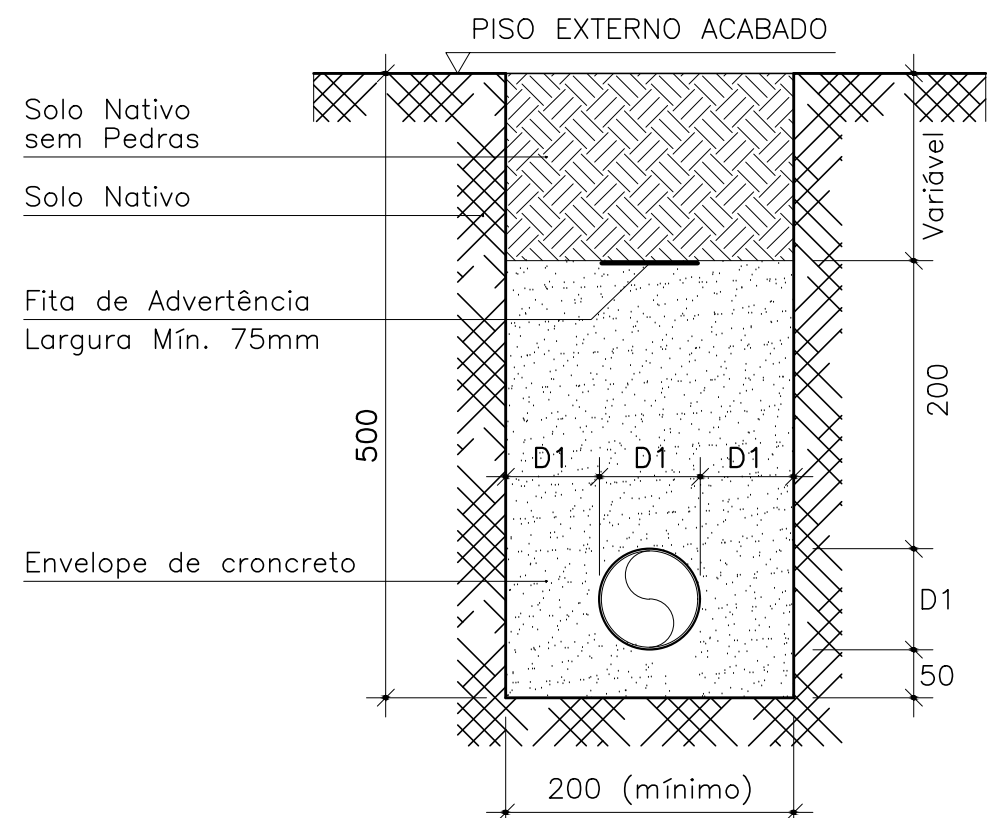 PISO EXTERNO ACABADO
Solo Nativo
sem Pedras
Solo Nativo
Variável
Fita de Advertência
Largura Mín. 75mm
200
500
D1 D1 D1
Envelope de croncreto
D1
50
200 (mínimo)